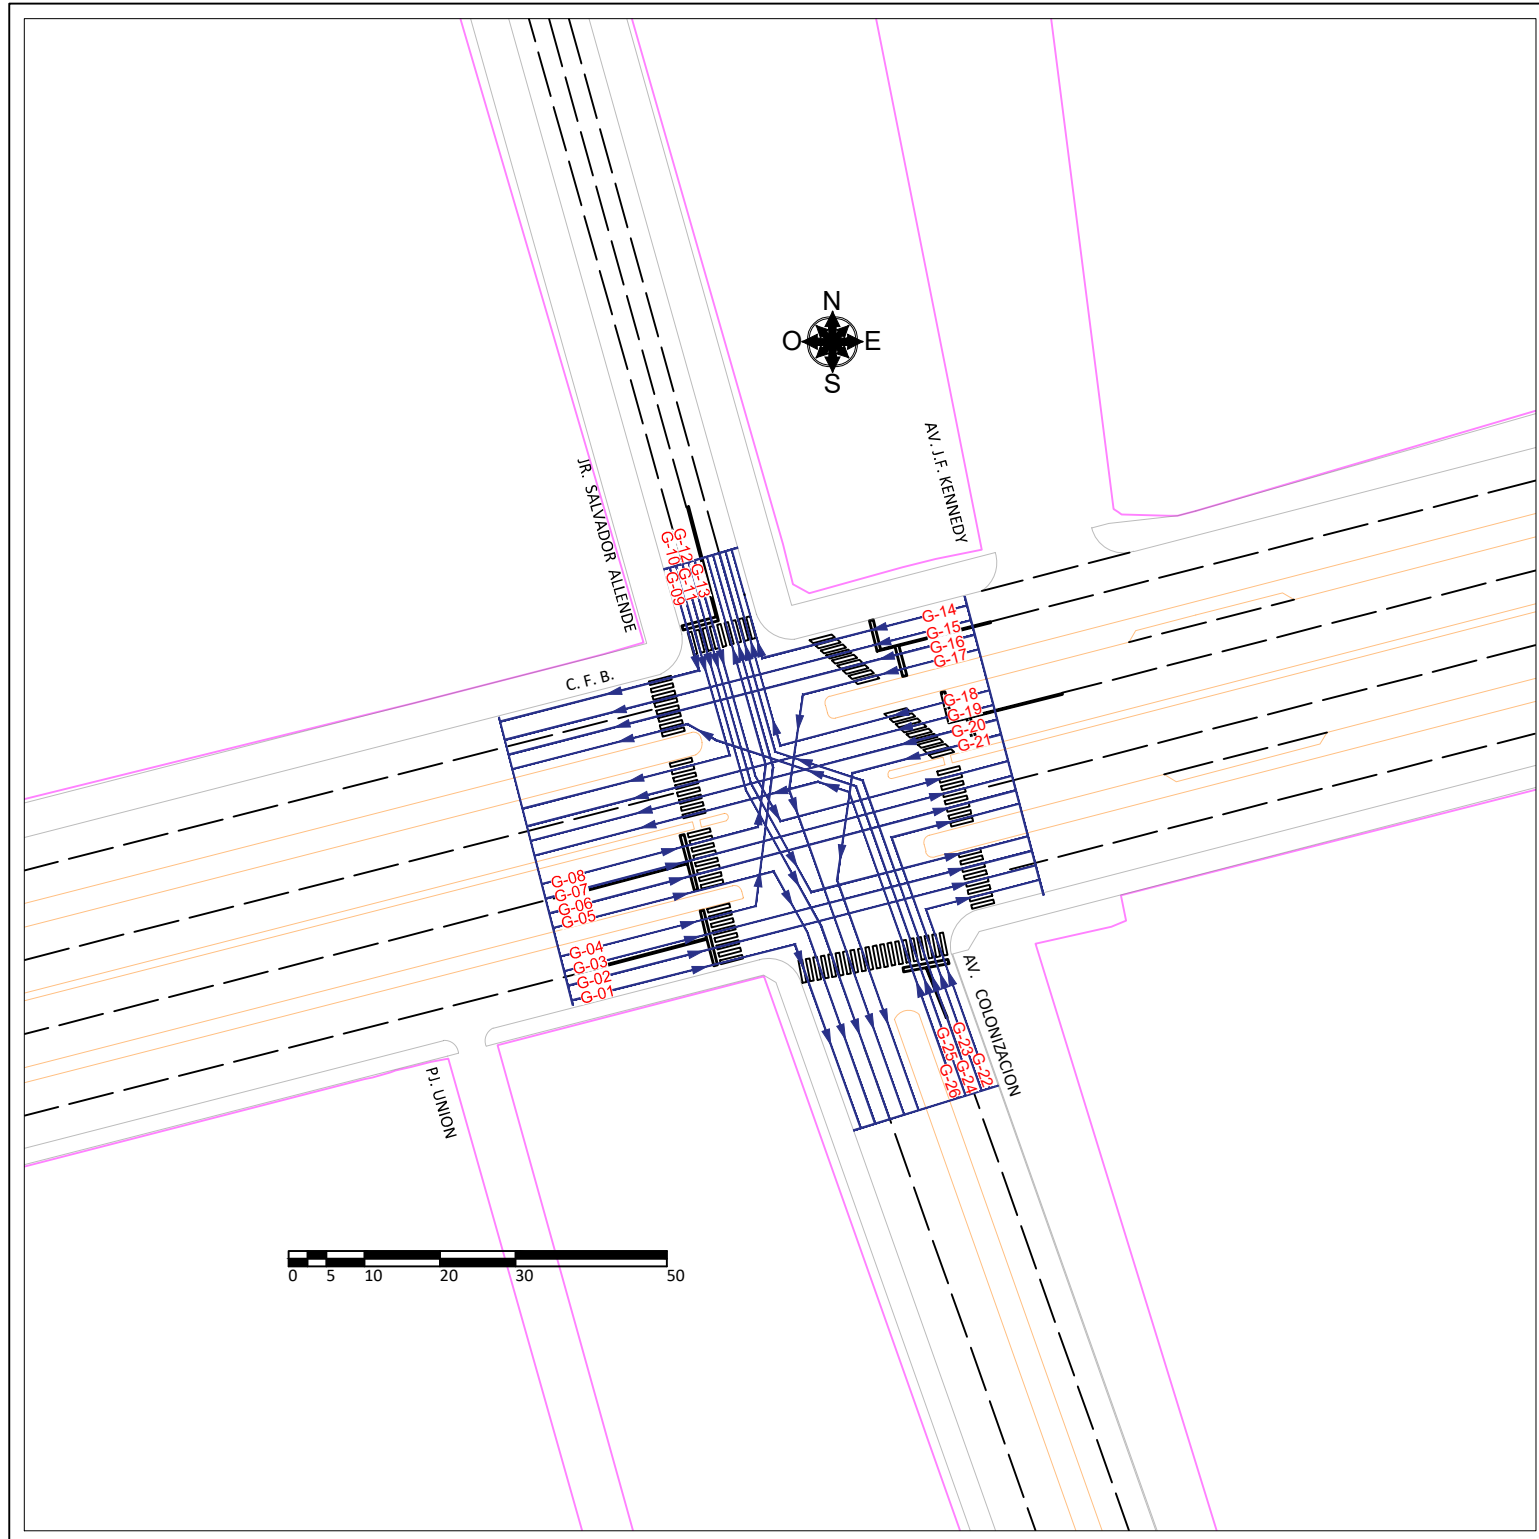 N
O E
S
AV. J.F. KENNEDY
JR. SALVADOR ALLENDE
G-12
G-10
G-13
G-11
G-09
G-14
G-15
G-16
G-17
C. F. B.
G-18
G-19
G-20
G-21
G-08
G-07
G-06
G-05
G-04
G-03
G-02
G-01
AV. COLONIZACION
G-23
G-25
G-22
G-24
G-26
PJ. UNION
0 5 10 20 30 50